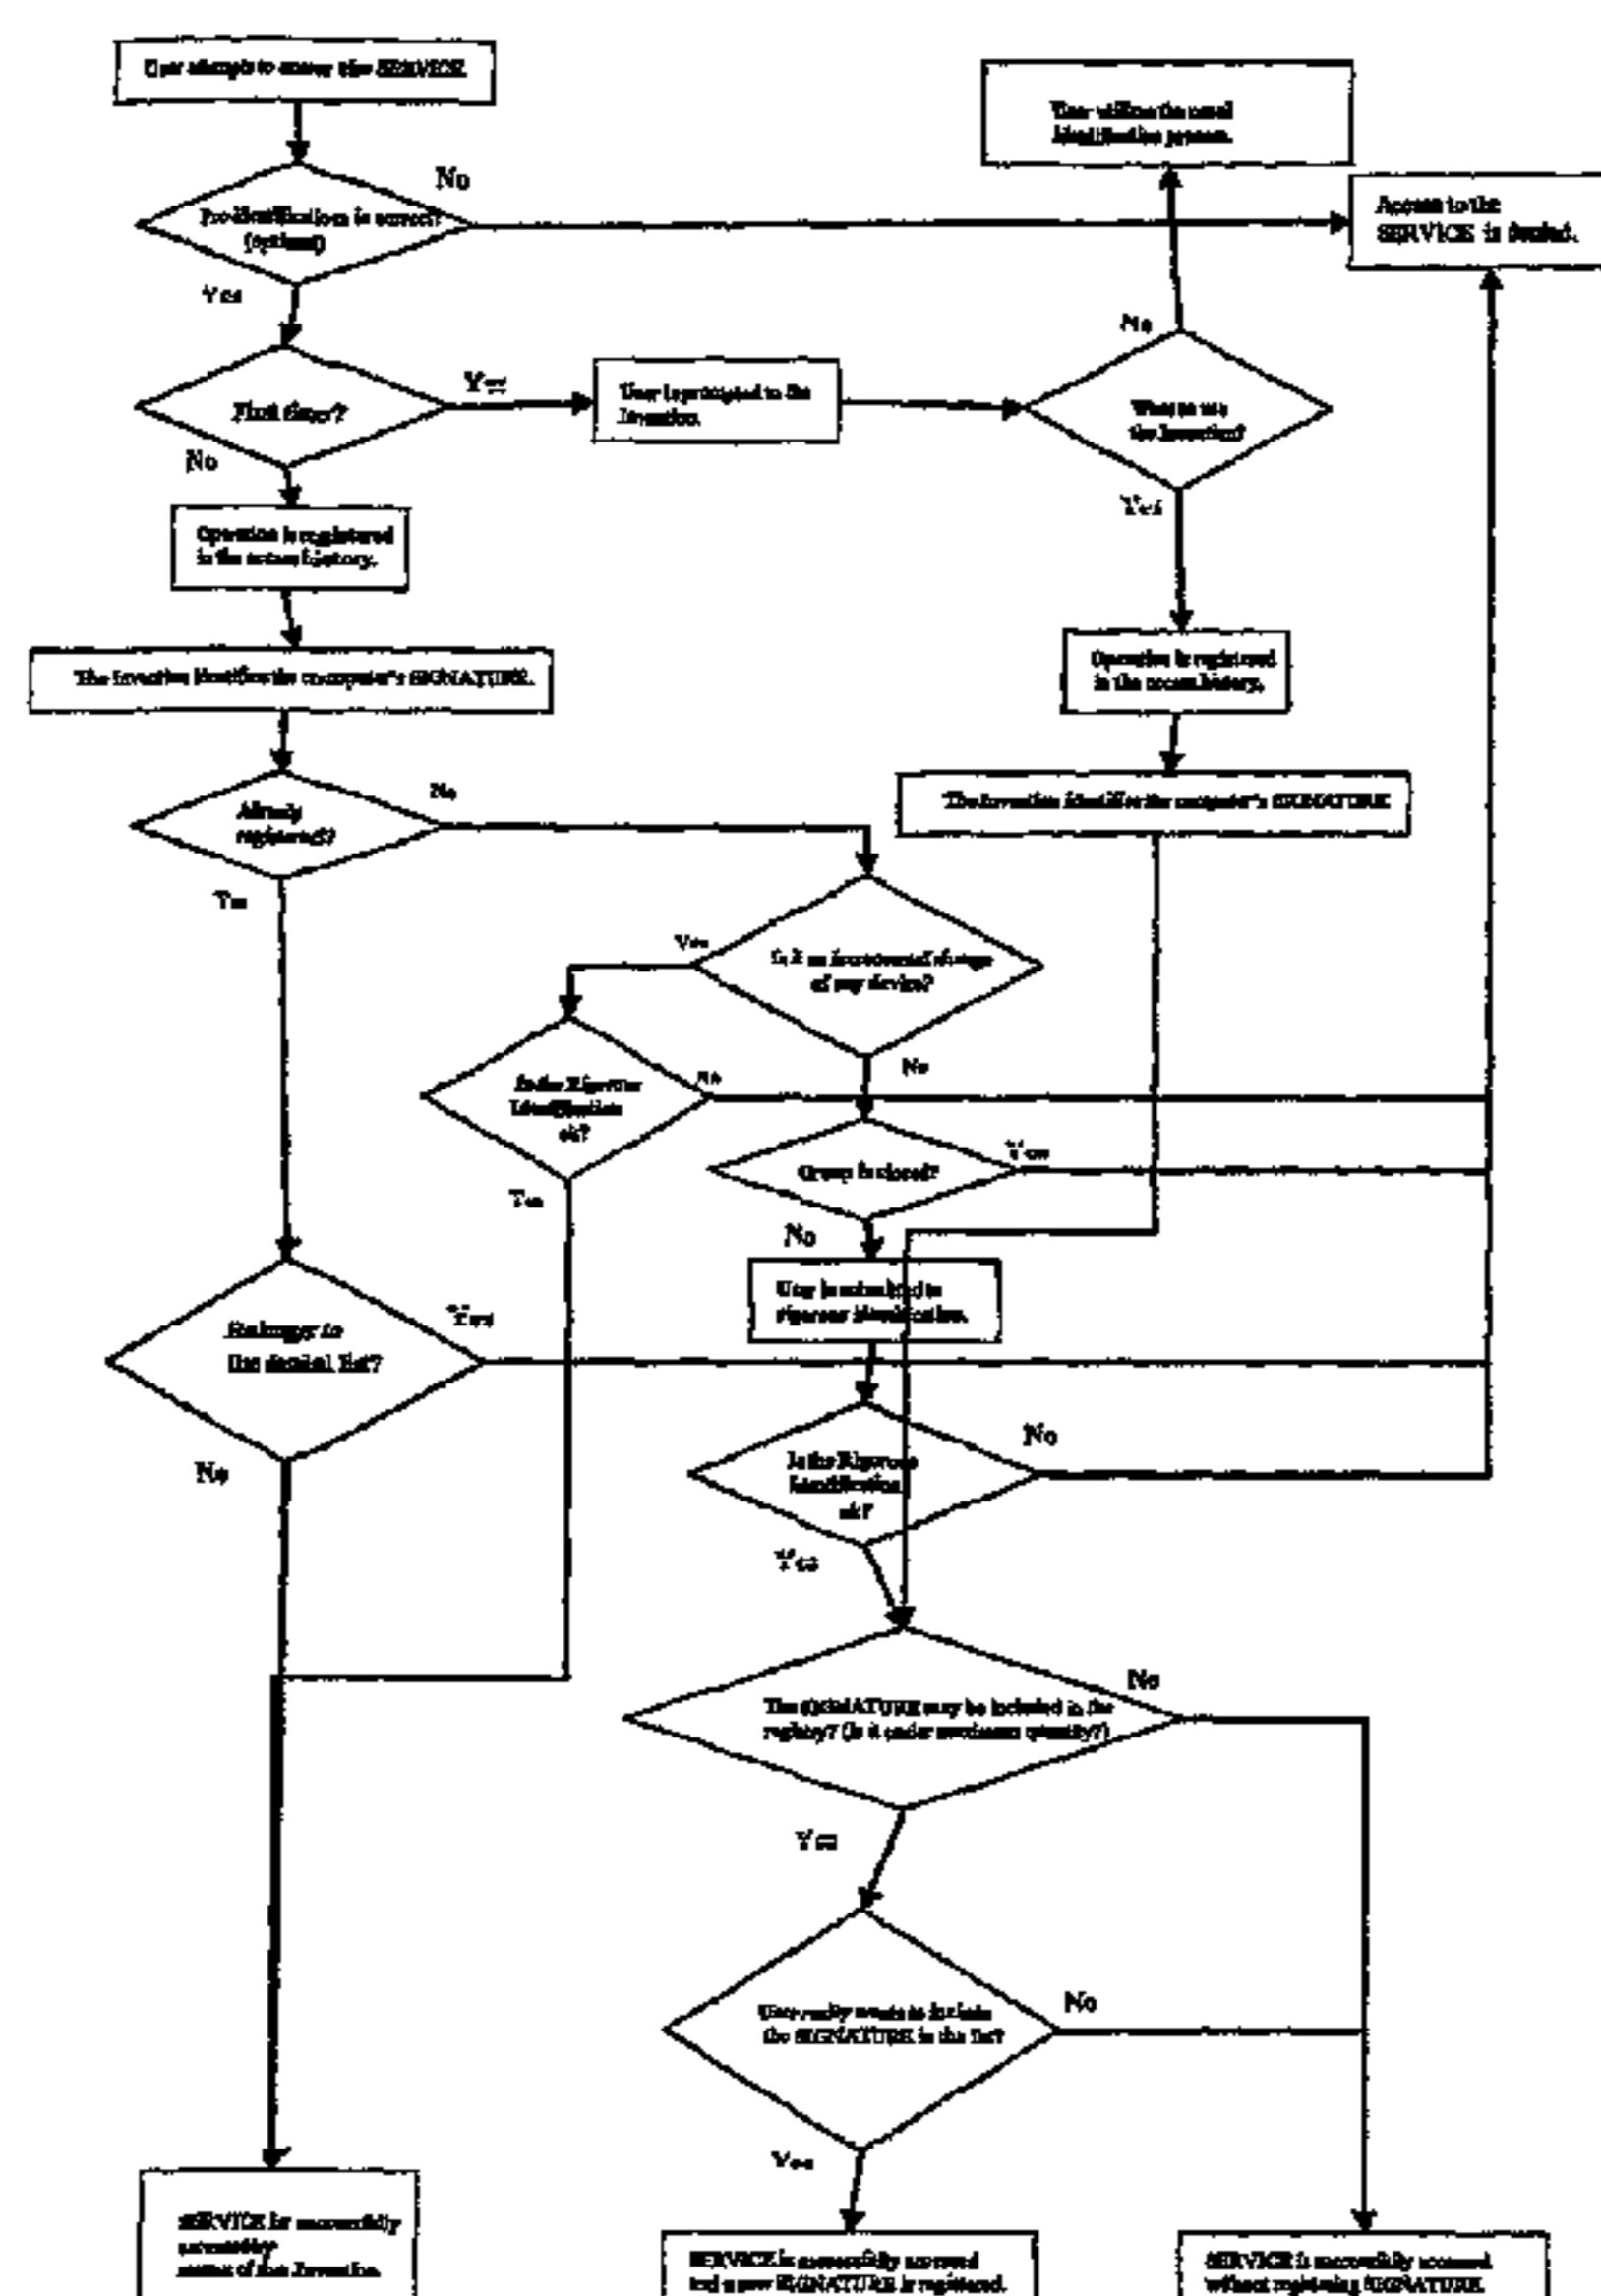 User attempts to access the SERVICE.
User utilizes the usual
identification process.
No
Pre-identification is correct?
(optional)
Access to the
SERVICE is denied.
Yes
No
First time?
Yes
User is prompted to the
Invention.
Wants to use
the Invention?
No
Yes
Operation is registered
in the access history.
Operation is registered
in the access history.
The Invention identifies the computer's SIGNATURE.
The Invention identifies the computer's SIGNATURE
Already
registered?
No
Yes
Yes
Is it an incremental change
of any device?
No
Is the Rigorous
Identification
ok?
No
Yes
Group is closed?
Yes
No
User is submitted to
rigorous identification.
Belongs to
the denied list?
Yes
No
Is the Rigorous
Identification
ok?
No
Yes
No
The SIGNATURE may be included in the
registry? (Is it under maximum quantity?)
Yes
User really wants to include
the SIGNATURE in the list?
No
Yes
SERVICE is successfully
accessed by
means of this Invention.
SERVICE is successfully accessed
and a new SIGNATURE is registered.
SERVICE is successfully accessed
without registering SIGNATURE.